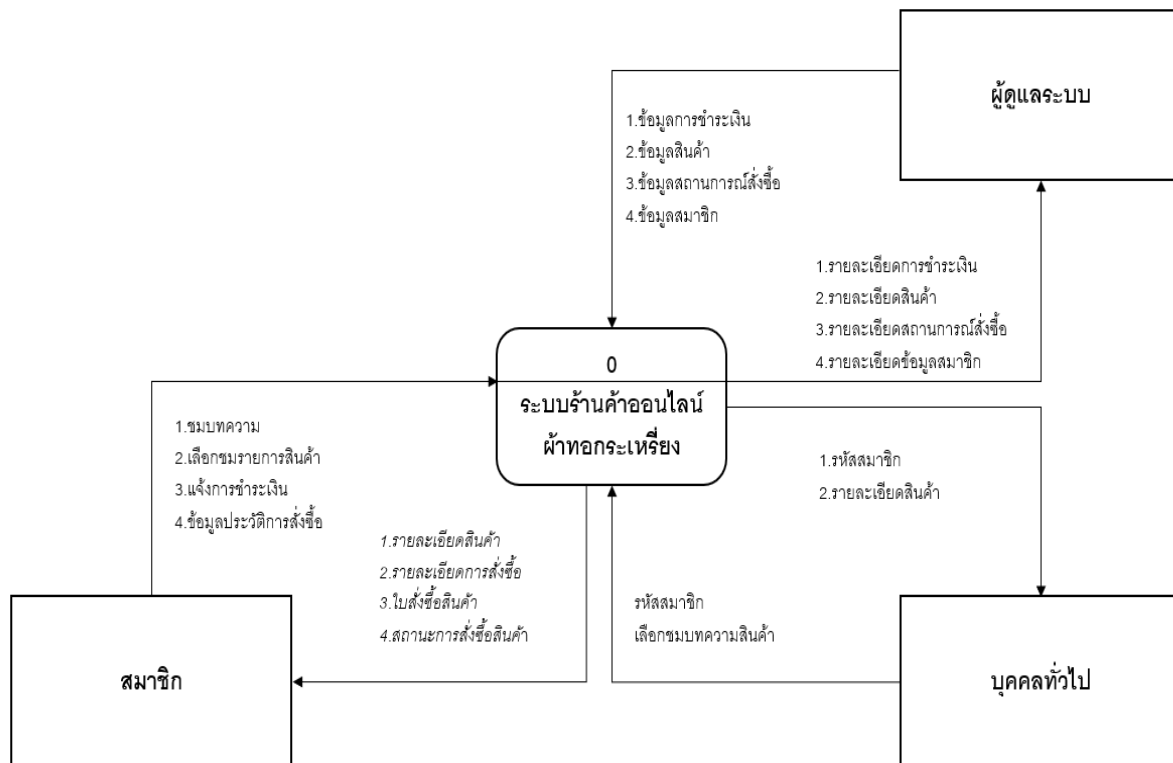 ผู้ดูแลระบบ
1.ข้อมูลการชำระเงิน
2.ข้อมูลสินค้า
3.ข้อมูลสถานการณ์สั่งซื้อ
4.ข้อมูลสมาชิก
1.รายละเอียดการชำระเงิน
2.รายละเอียดสินค้า
3.รายละเอียดสถานการณ์สั่งซื้อ
4.รายละเอียดข้อมูลสมาชิก
0
ระบบร้านค้าออนไลน์
ผ้าทอกระเหรี่ยง
1.ชมบทความ
2.เลือกชมรายการสินค้า
3.แจ้งการชำระเงิน
4.ข้อมูลประวัติการสั่งซื้อ
1.รหัสสมาชิก
2.รายละเอียดสินค้า
1.รายละเอียดสินค้า
2.รายละเอียดการสั่งซื้อ
3.ใบสั่งซื้อสินค้า
4.สถานะการสั่งซื้อสินค้า
รหัสสมาชิก
เลือกชมบทความสินค้า
สมาชิก
บุคคลทั่วไป